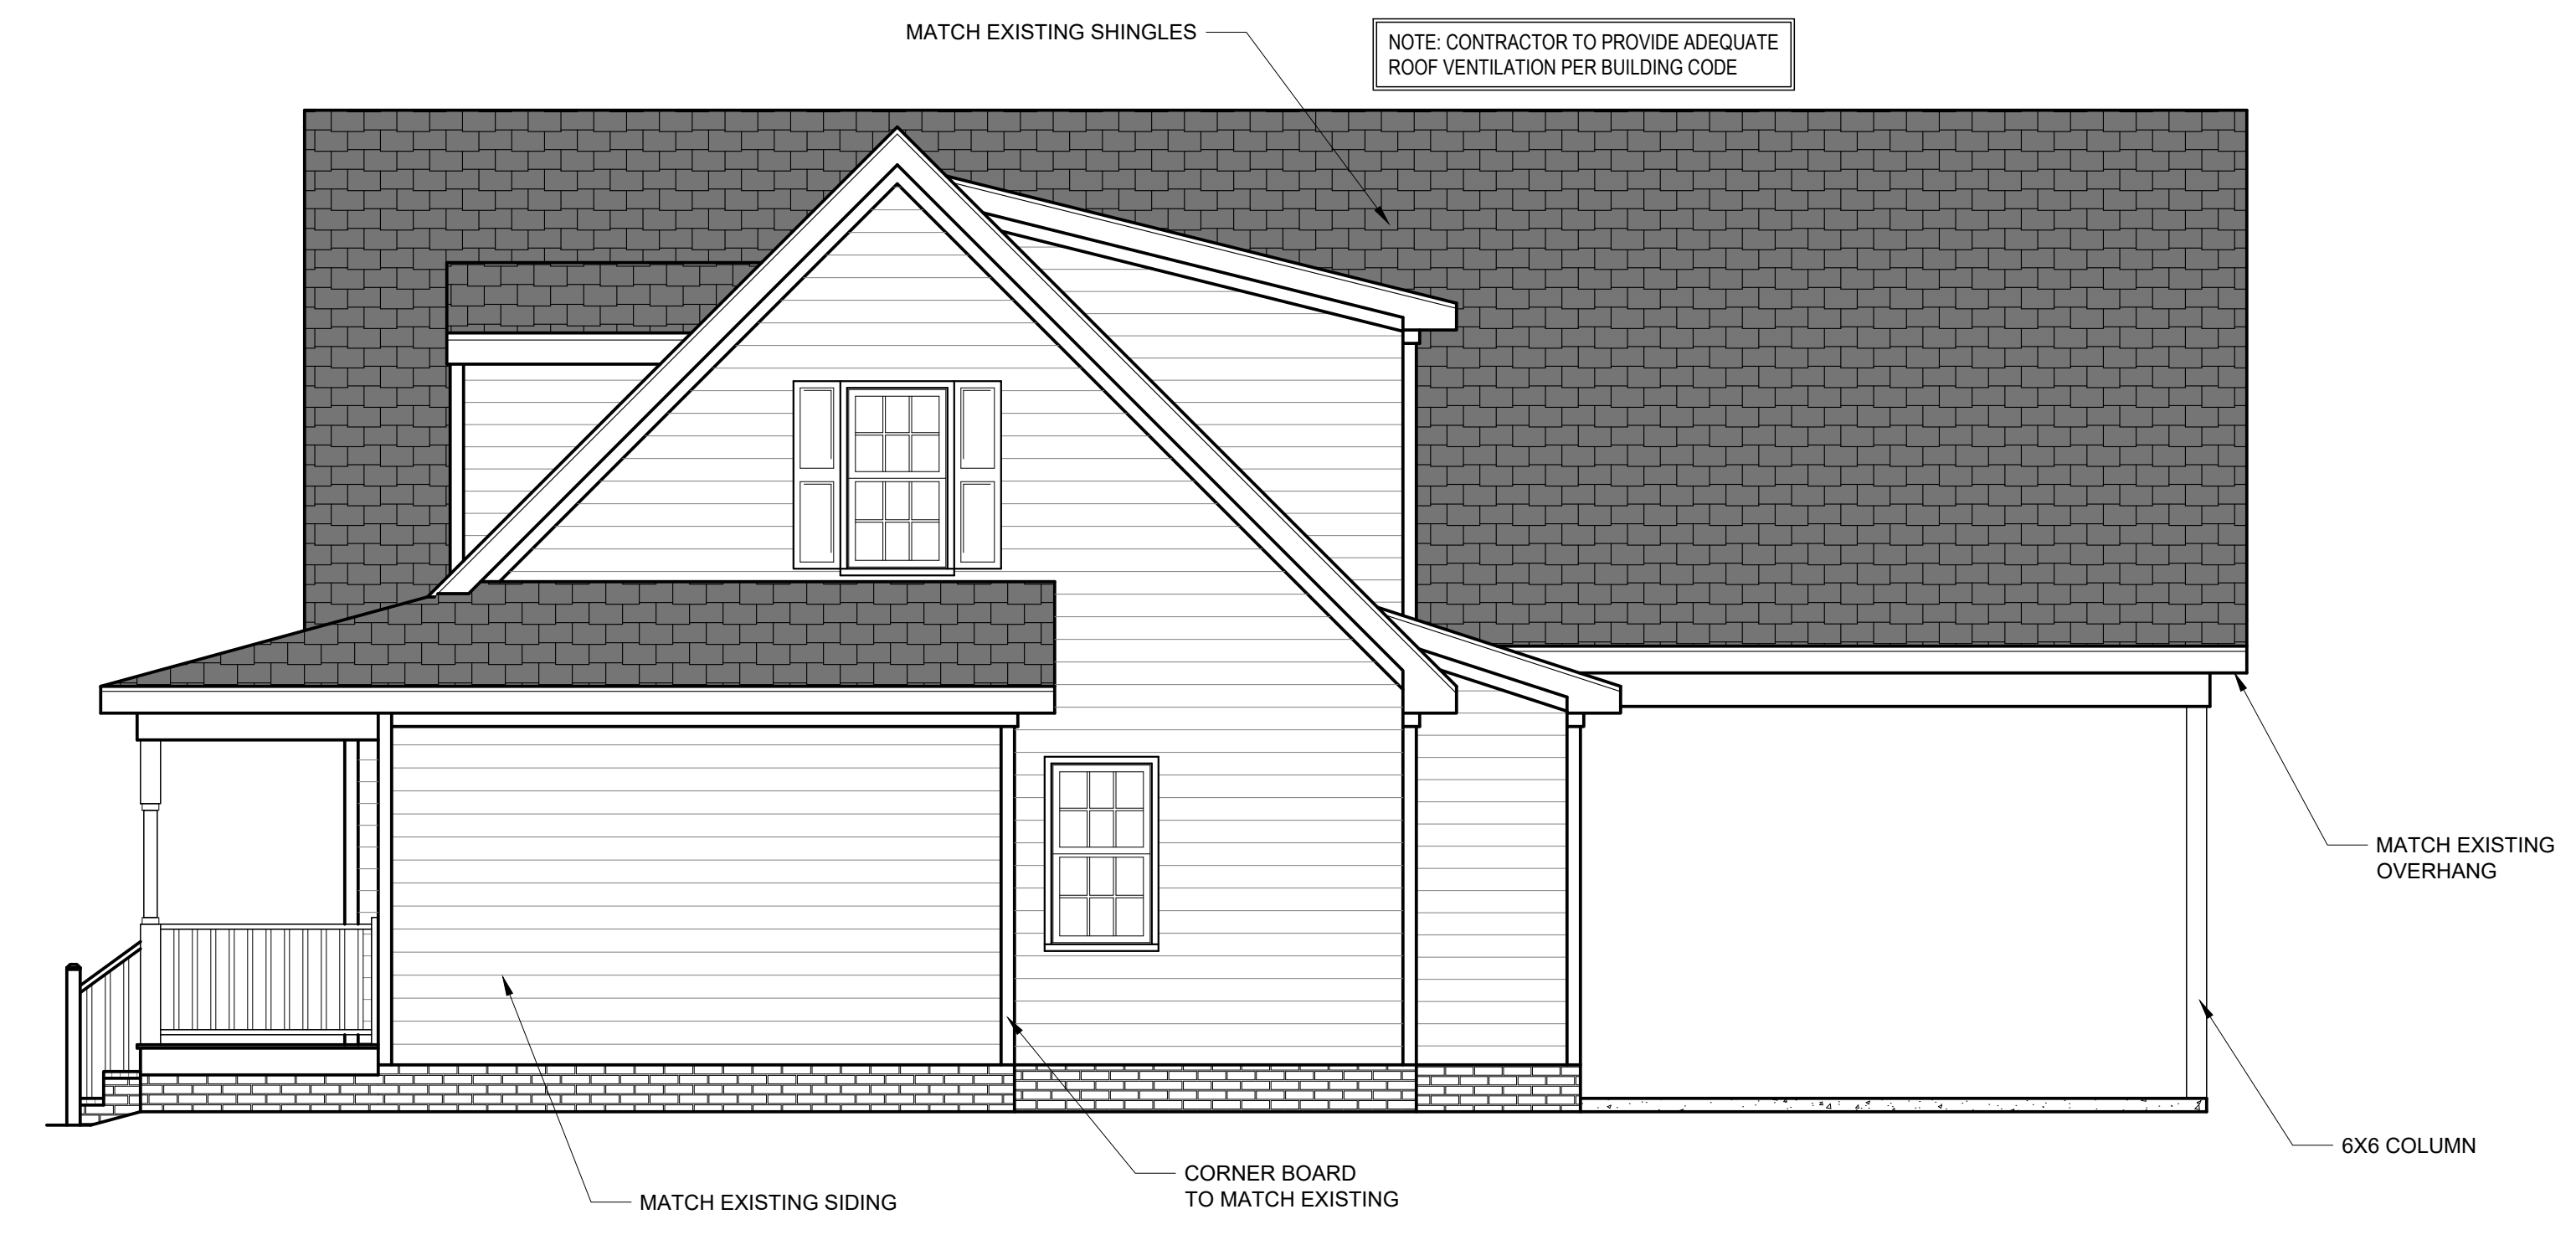 MATCH EXISTING SHINGLES
NOTE: CONTRACTOR TO PROVIDE ADEQUATE
ROOF VENTILATION PER BUILDING CODE
MATCH EXISTING
OVERHANG
6X6 COLUMN
CORNER BOARD
TO MATCH EXISTING
MATCH EXISTING SIDING